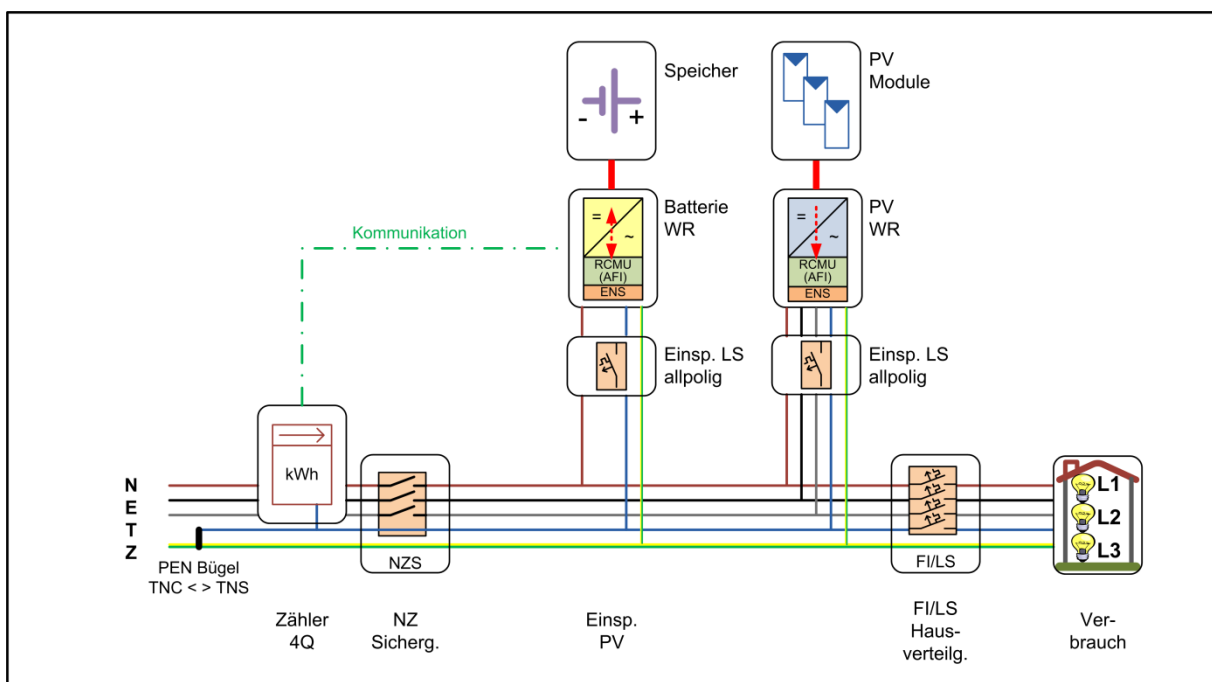 Speicher
- +
PV
Module
= ~
RCMU
(AFI)
ENS
Batterie
WR
= ~
RCMU
(AFI)
ENS
PV
WR
Kommunikation
Einsp. LS
allpolig
Einsp. LS
allpolig
kWh
N
E
T
Z
L1
L2
L3
NZS
FI/LS
PEN Bügel
TNC < > TNS
Zähler
4Q
NZ
Sicherg.
Einsp.
PV
FI/LS
Haus-
verteilg.
Ver-
brauch